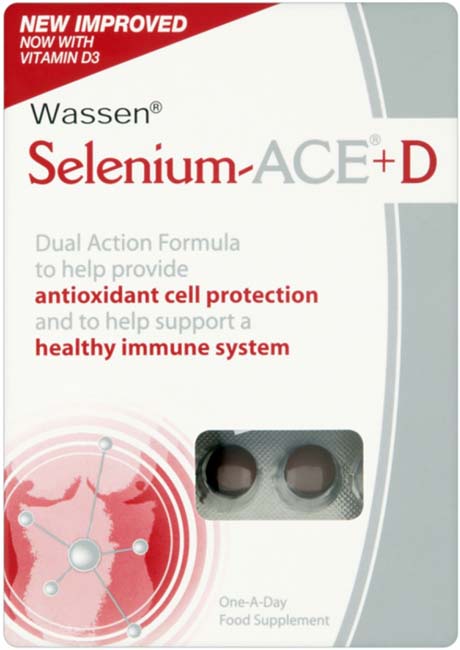 NEW IMPROVED
NOW WITH
VITAMIN D3
Wassen®
Selenium-ACE®+D
Dual Action Formula
to help provide
antioxidant cell protection
and to help support a
healthy immune system
One-A-Day
Food Supplement